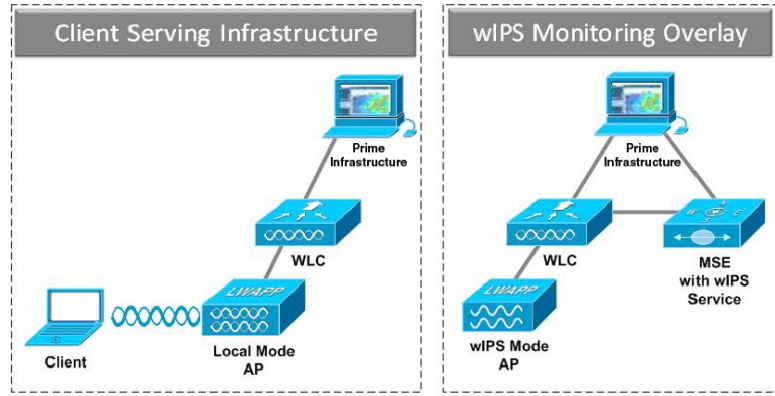 Client Serving Infrastructure
Prime
Infrastructure
WLC
LWAPP
Client
Local Mode
AP
wIPS Monitoring Overlay
Prime
Infrastructure
WLC
N
W
E
S
MSE
with wIPS
Service
LWAPP
wIPS Mode
AP